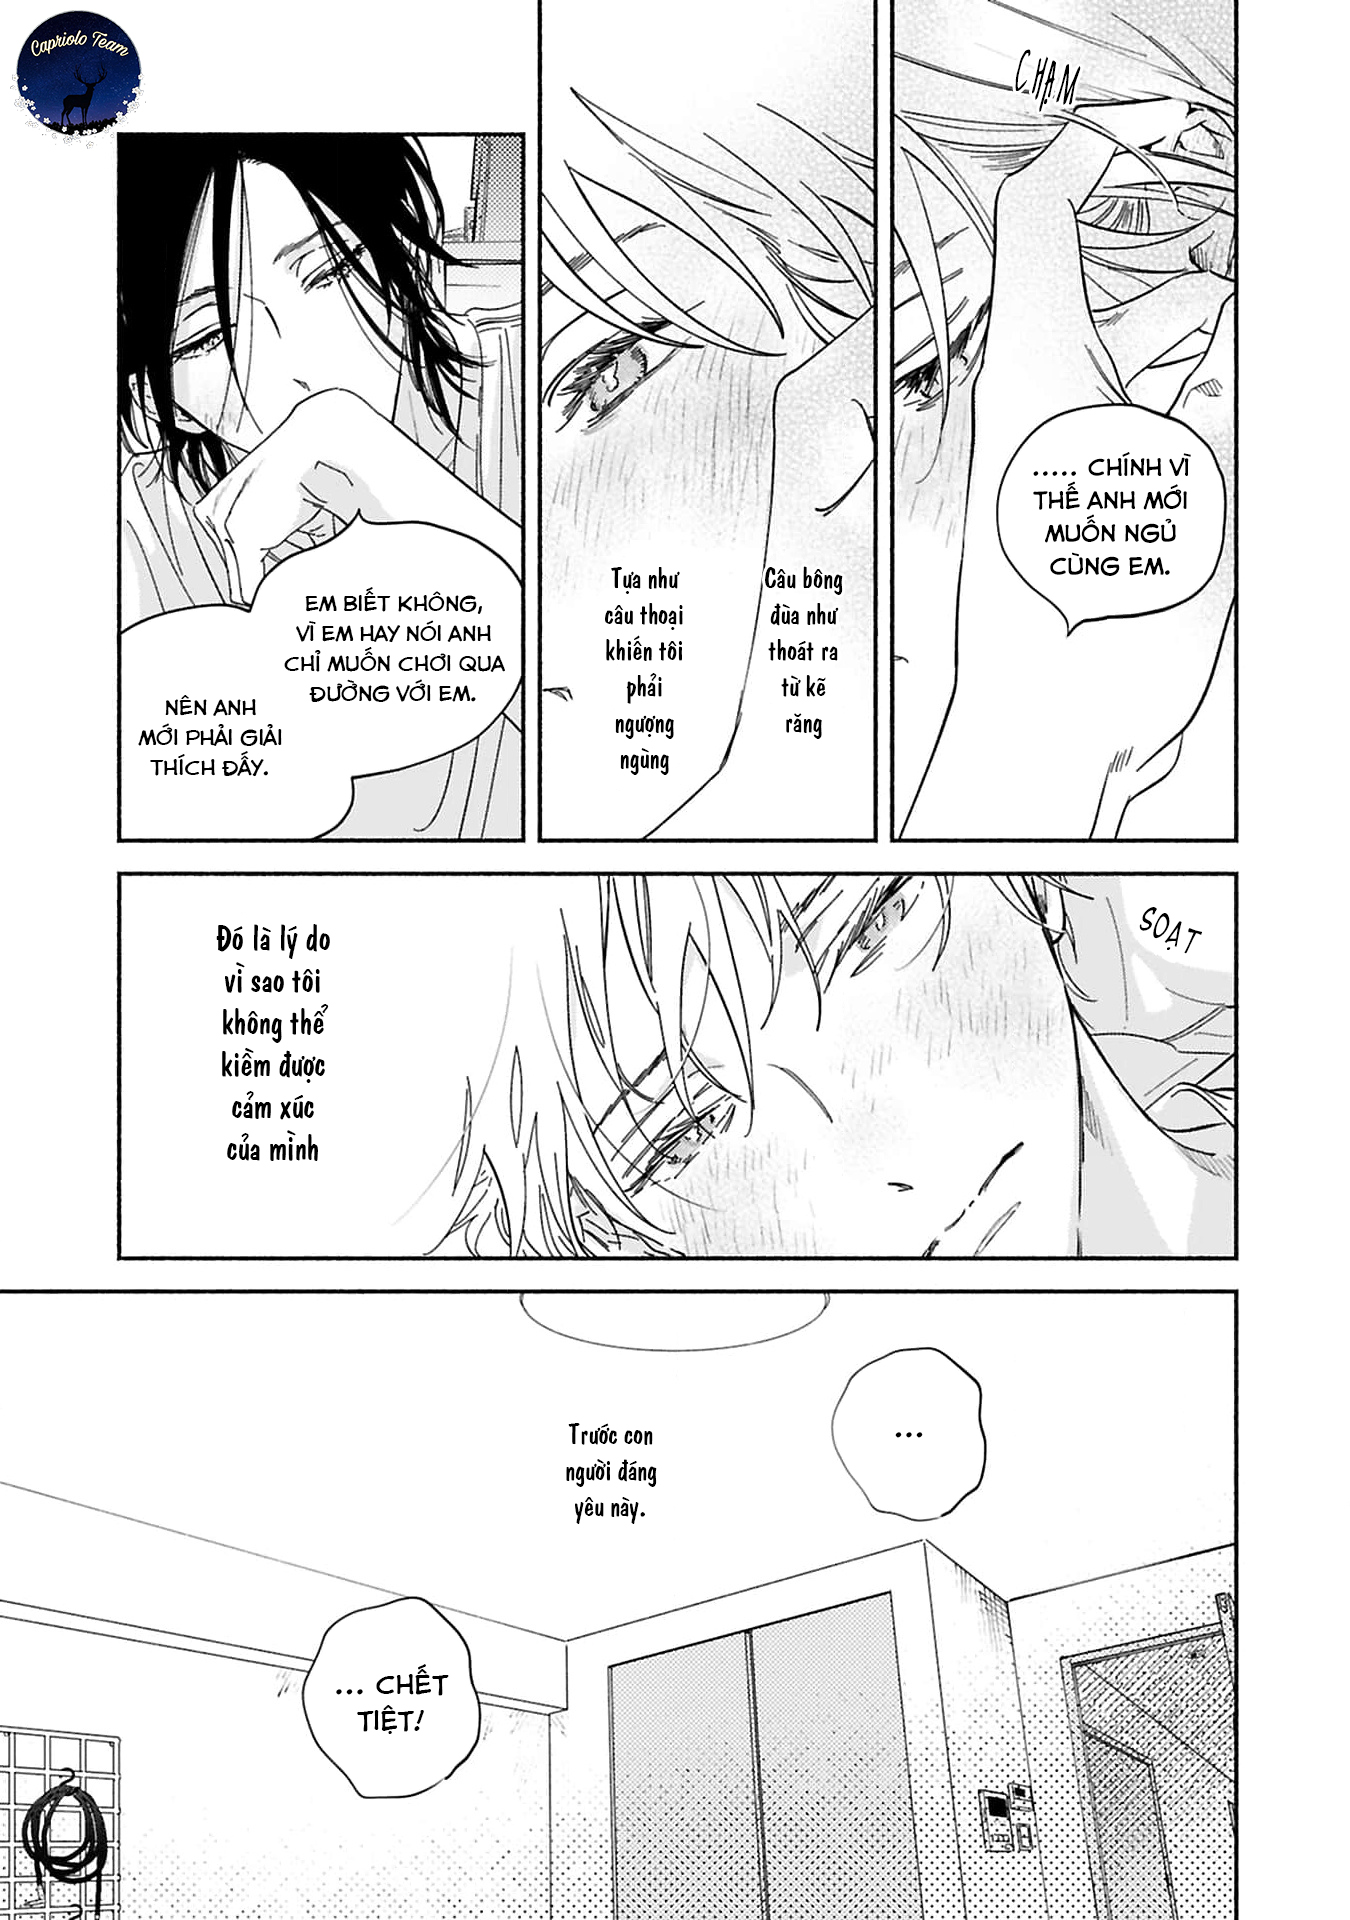 Capriolo Team
CHẠM
..... CHÍNH VÌ
THẾ ANH MỚI
MUỐN NGỦ
CÙNG EM.
Câu bông
đùa như
thoát ra
từ kẽ
răng
Tựa như
câu thoại
khiến tôi
phải
ngượng
ngùng
EM BIẾT KHÔNG,
VÌ EM HAY NÓI ANH
CHỈ MUỐN CHƠI QUA
ĐƯỜNG VỚI EM.
NÊN ANH
MỚI PHẢI GIẢI
THÍCH ĐẤY.
SOẠT
Đó là lý do
vì sao tôi
không thể
kiềm được
cảm xúc
của mình
...
Trước con
người đáng
yêu này.
... CHẾT
TIỆT!